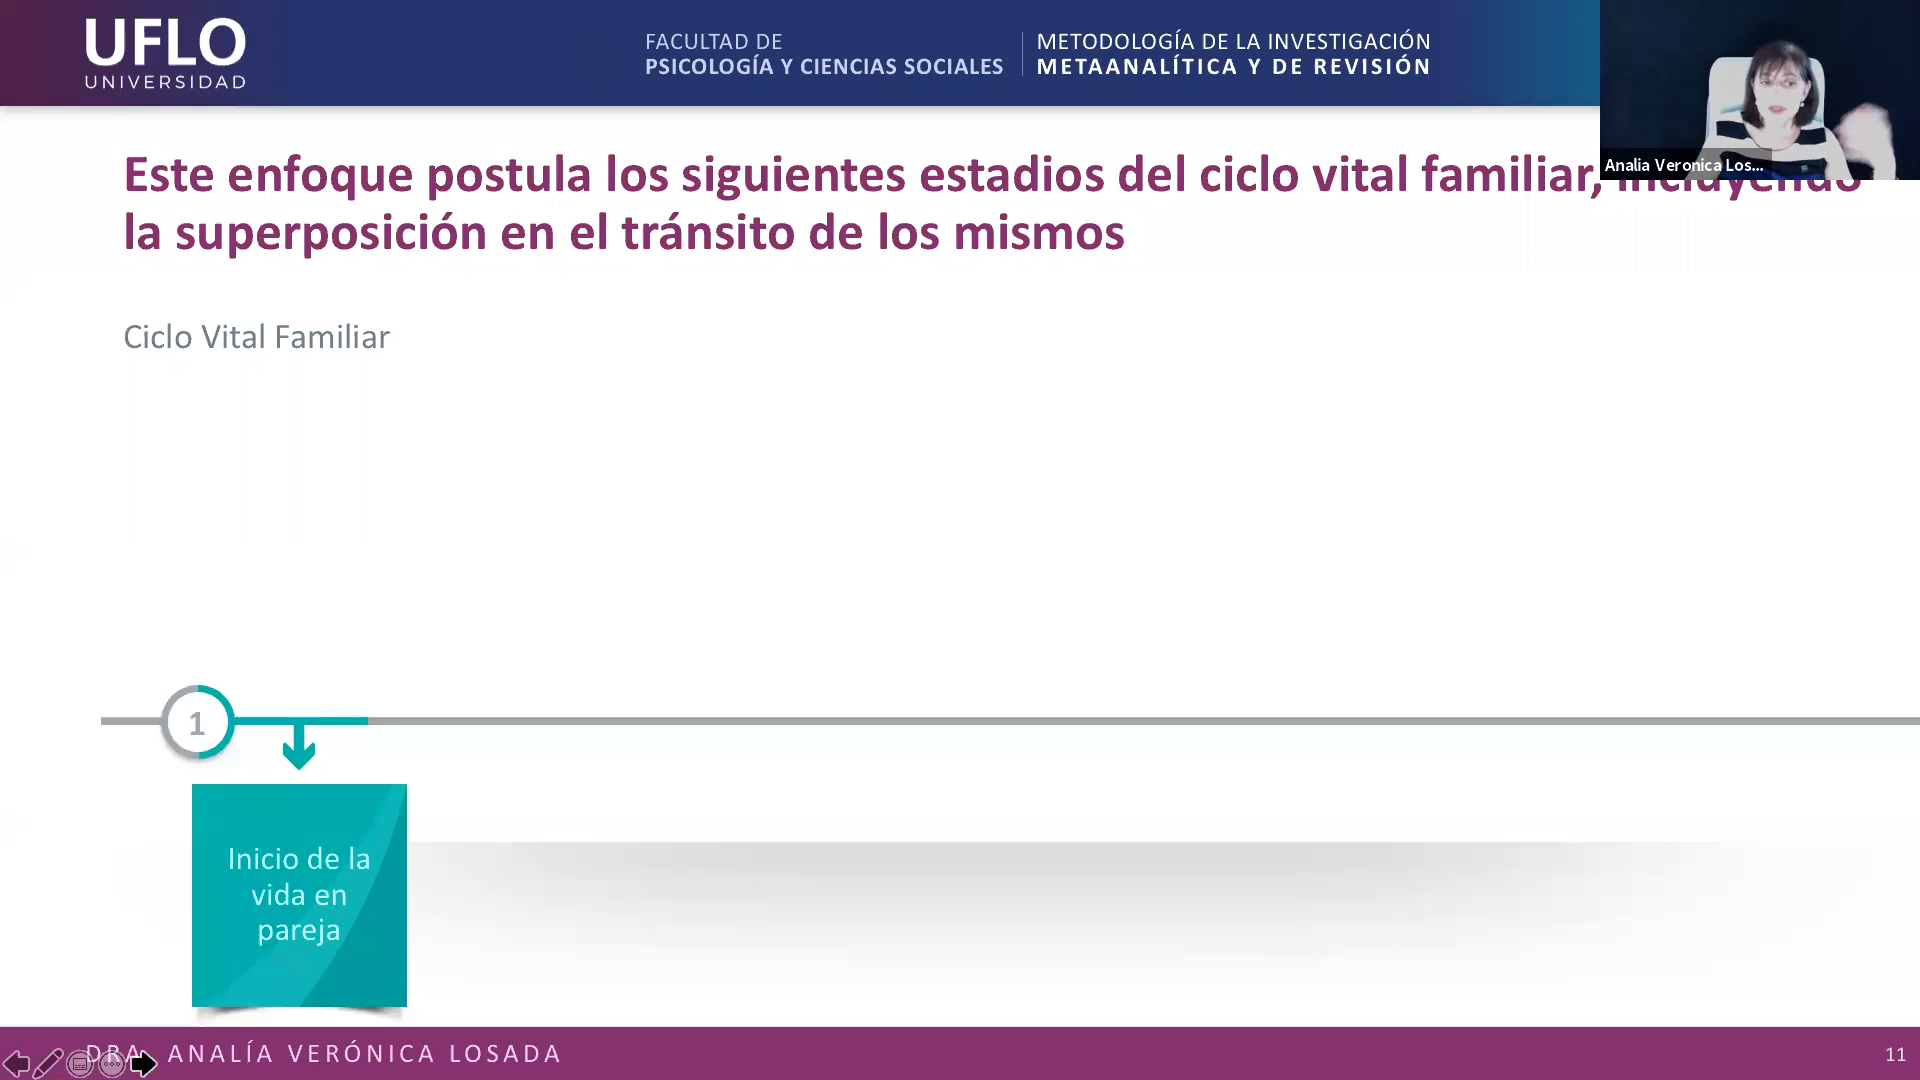 UFLO
UNIVERSIDAD
FACULTAD DE
PSICOLOGÍA Y CIENCIAS SOCIALES
METODOLOGÍA DE LA INVESTIGACIÓN
METAANALÍTICA Y DE REVISIÓN
Analia Veronica Los...
Este enfoque postula los siguientes estadios del ciclo vital familiar, incluyendo
la superposición en el tránsito de los mismos
Ciclo Vital Familiar
1
Inicio de la
vida en
pareja
DRA. ANALÍA VERÓNICA LOSADA
11